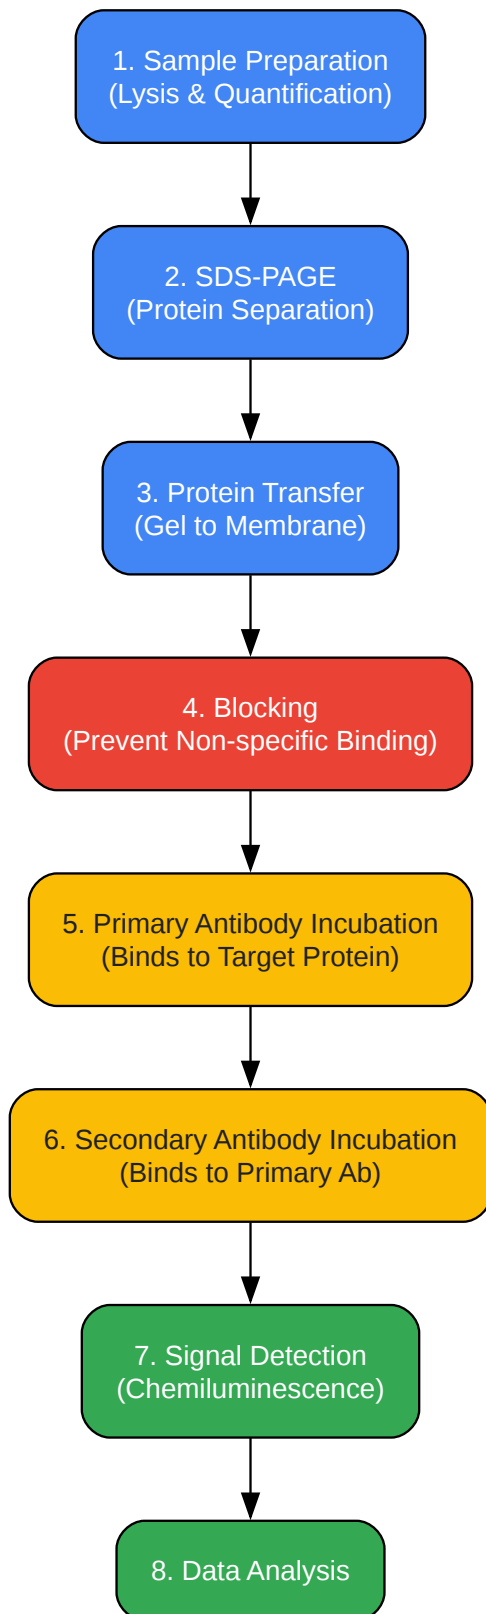 1. Sample Preparation
(Lysis & Quantification)
2. SDS-PAGE
(Protein Separation)
3. Protein Transfer
(Gel to Membrane)
4. Blocking
(Prevent Non-specific Binding)
5. Primary Antibody Incubation
(Binds to Target Protein)
6. Secondary Antibody Incubation
(Binds to Primary Ab)
7. Signal Detection
(Chemiluminescence)
8. Data Analysis